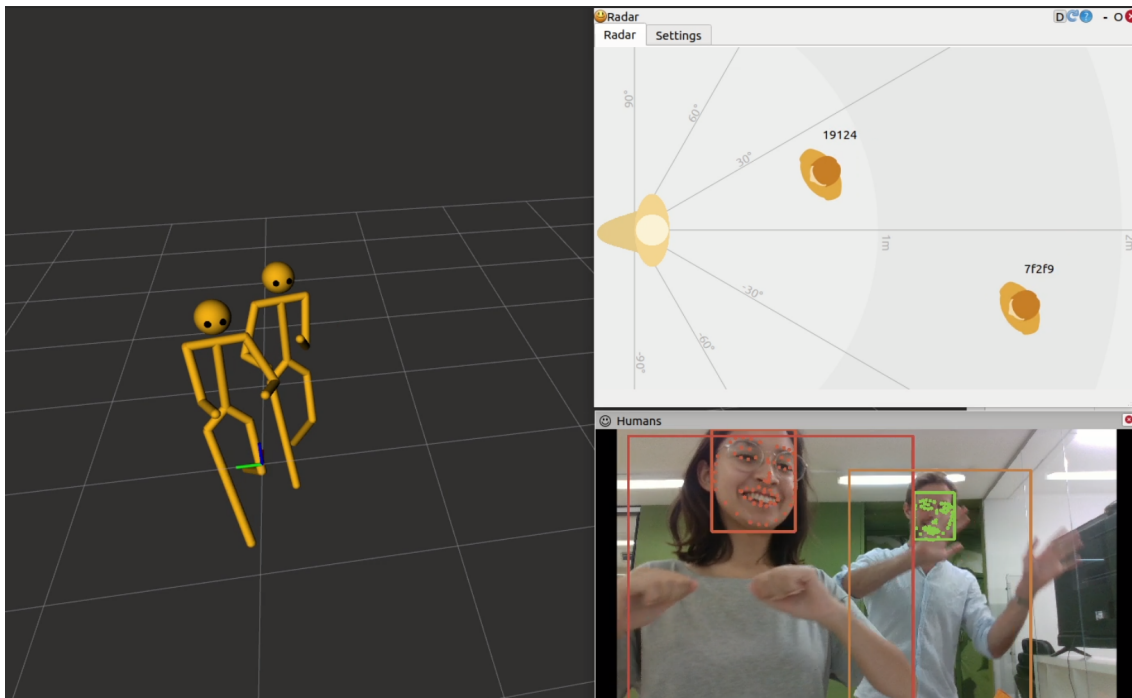 Radar
D ? - O
Radar Settings
90°
60°
30°
19124
1m
2m
7f2f9
-30°
-60°
-90°
Humans